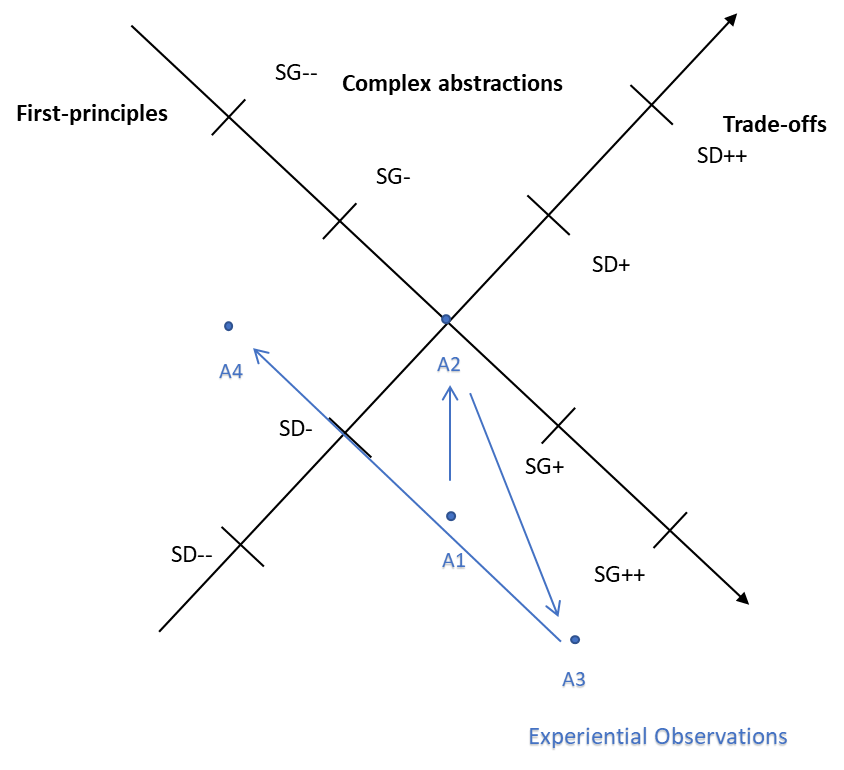 SG--
Complex abstractions
First-principles
Trade-offs
SD++
SG-
SD+
A2
A4
SD-
SG+
SD--
A1
SG++
A3
Experiential Observations